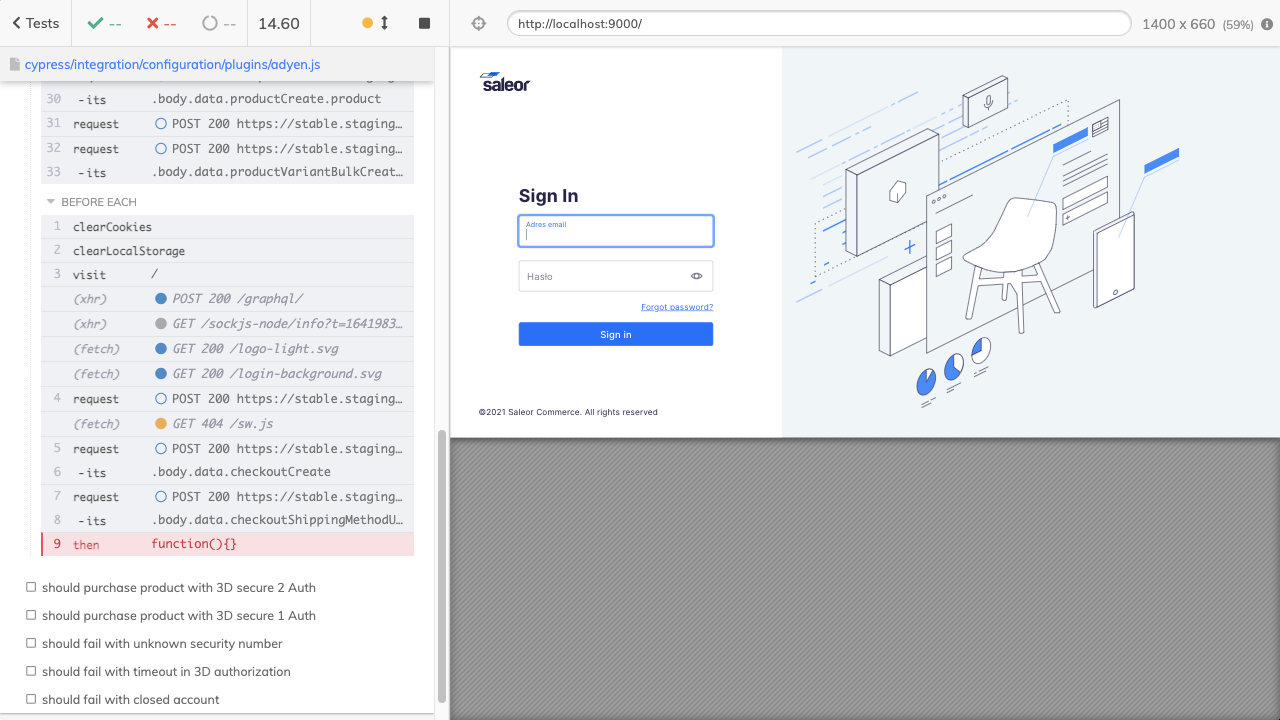 Tests
--
--
--
14.60
http://localhost:9000/
1400 x 660 (59%)
cypress/integration/configuration/plugins/adyen.js
30 -its .body.data.productCreate.product
31 request POST 200 https://stable.staging…
32 request POST 200 https://stable.staging…
33 -its .body.data.productVariantBulkCreat…
BEFORE EACH
1 clearCookies
2 clearLocalStorage
3 visit /
(xhr) POST 200 /graphql/
(xhr) GET /sockjs-node/info?t=1641983…
(fetch) GET 200 /logo-light.svg
(fetch) GET 200 /login-background.svg
4 request POST 200 https://stable.staging…
(fetch) GET 404 /sw.js
5 request POST 200 https://stable.staging…
6 -its .body.data.checkoutCreate
7 request POST 200 https://stable.staging…
8 -its .body.data.checkoutShippingMethodU…
9 then function(){}
should purchase product with 3D secure 2 Auth
should purchase product with 3D secure 1 Auth
should fail with unknown security number
should fail with timeout in 3D authorization
should fail with closed account
saleor
Sign In
Adres email
Hasło
Forgot password?
Sign in
©2021 Saleor Commerce. All rights reserved